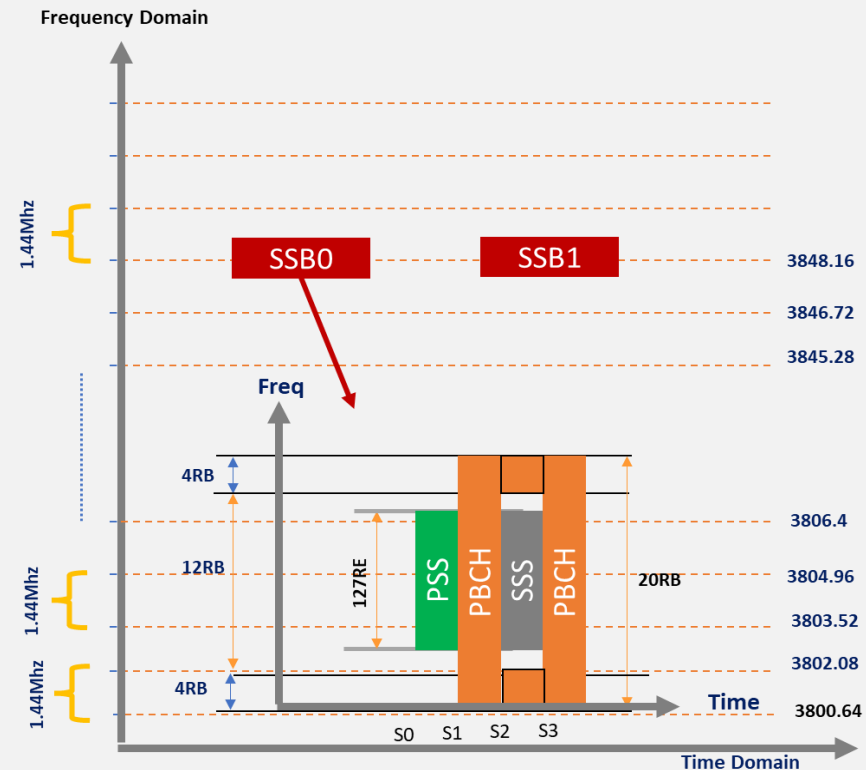 Frequency Domain
1.44Mhz
SSB0
SSB1
3848.16
3846.72
3845.28
Freq
4RB
3806.4
12RB
127RE
PSS
PBCH
SSS
PBCH
20RB
3804.96
1.44Mhz
3803.52
3802.08
1.44Mhz
4RB
Time
3800.64
S0
S1
S2
S3
Time Domain